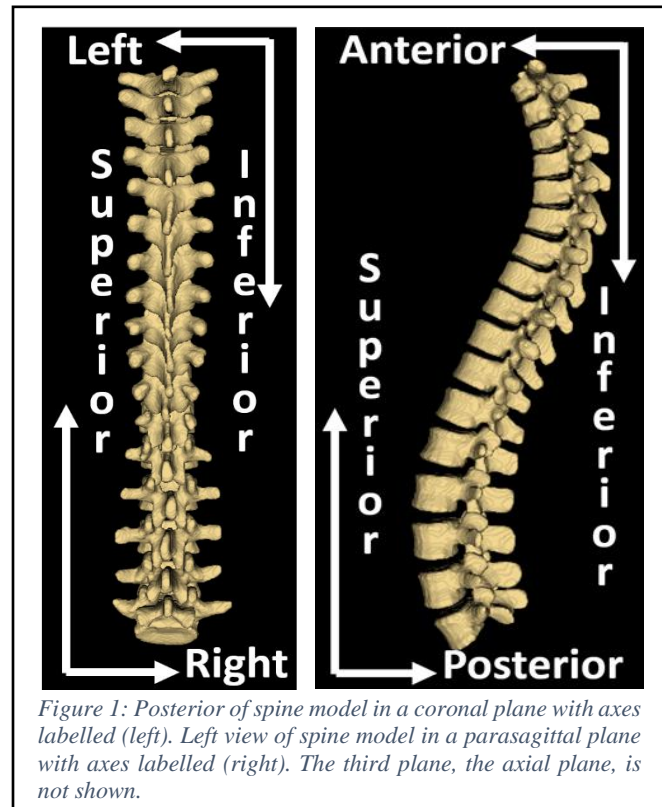 Left
Superior
Inferior
Right
Anterior
Superior
Inferior
Posterior
Figure 1: Posterior of spine model in a coronal plane with axes
labelled (left). Left view of spine model in a parasagittal plane
with axes labelled (right). The third plane, the axial plane, is
not shown.